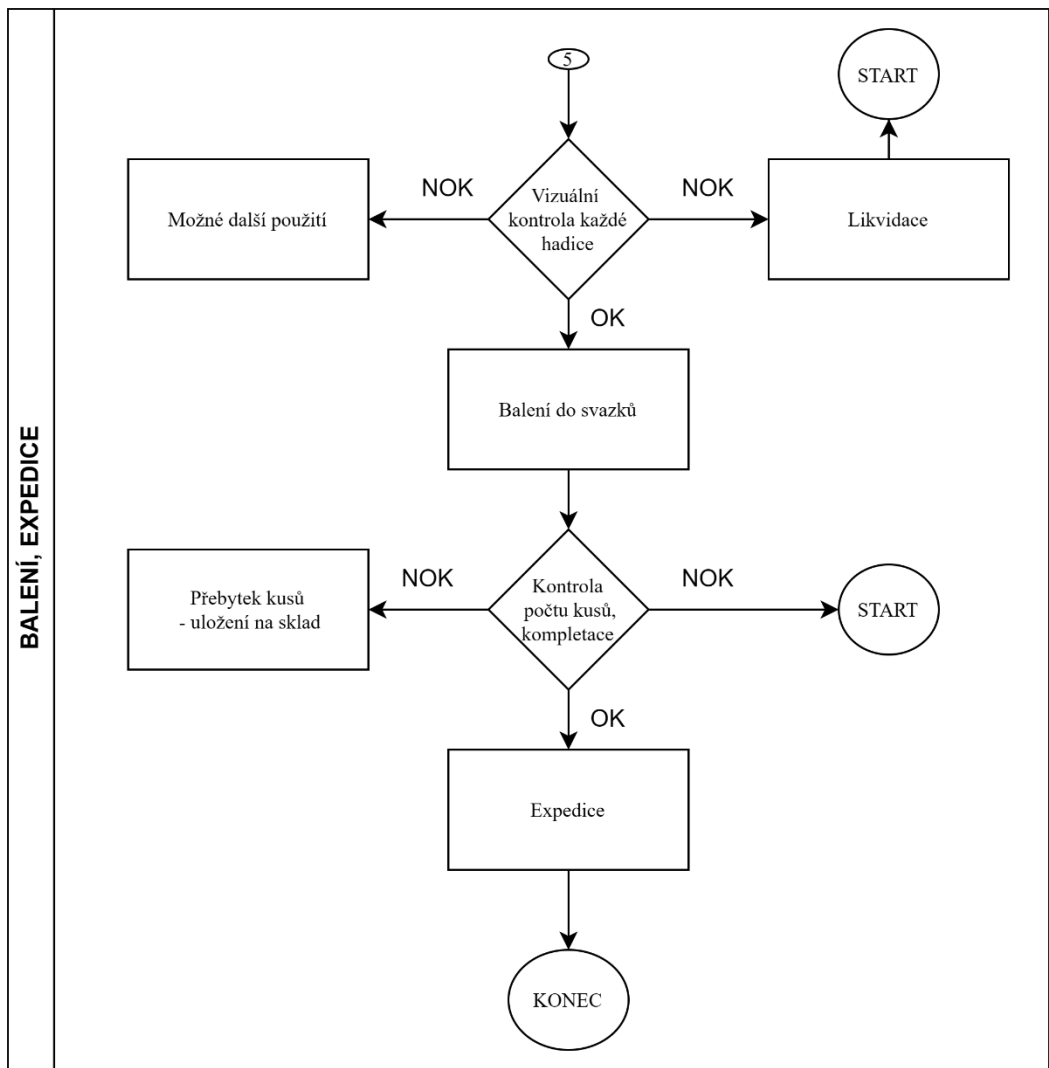 BALENÍ, EXPEDICE
5
START
NOK
NOK
Možné další použití
Vizuální
kontrola každé
hadice
Likvidace
OK
Balení do svazků
NOK
NOK
Přebytek kusů
- uložení na sklad
Kontrola
počtu kusů,
kompletace
START
OK
Expedice
KONEC